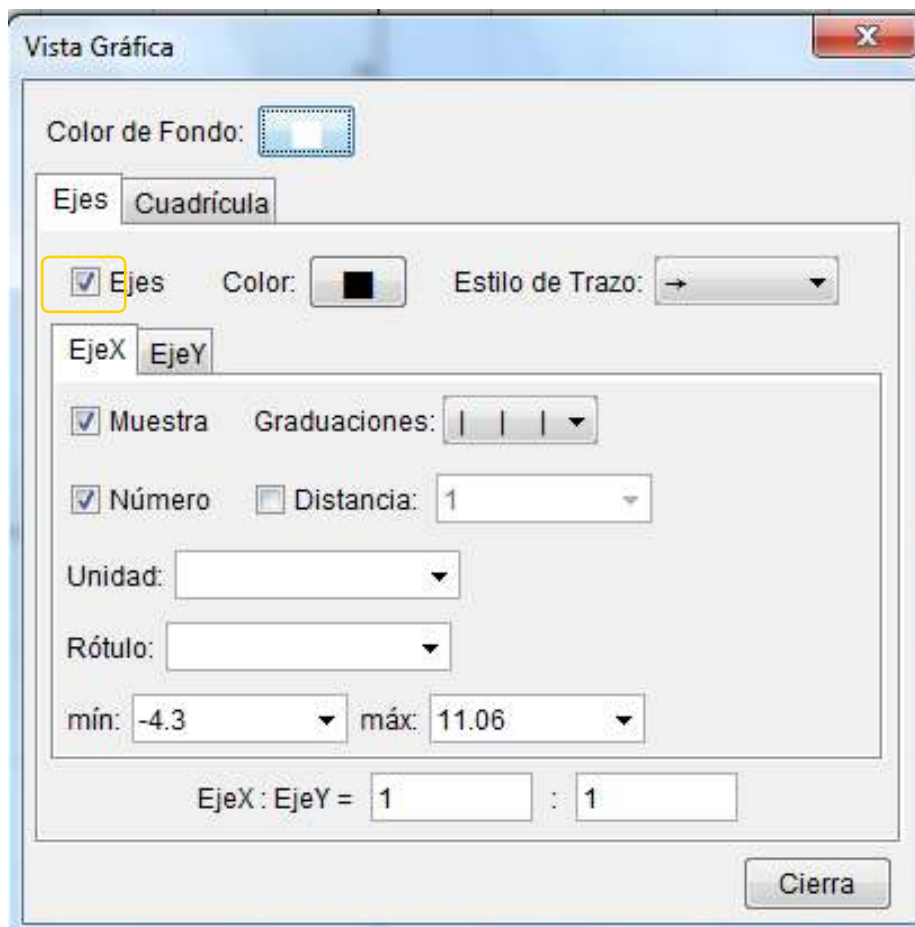 Vista Gráfica
X
Color de Fondo:
Ejes Cuadrícula
Ejes Color: Estilo de Trazo:
EjeX EjeY
Muestra Graduaciones:
Número Distancia: 1
Unidad:
Rótulo:
mín: -4.3 máx: 11.06
EjeX : EjeY = 1 : 1
Cierra